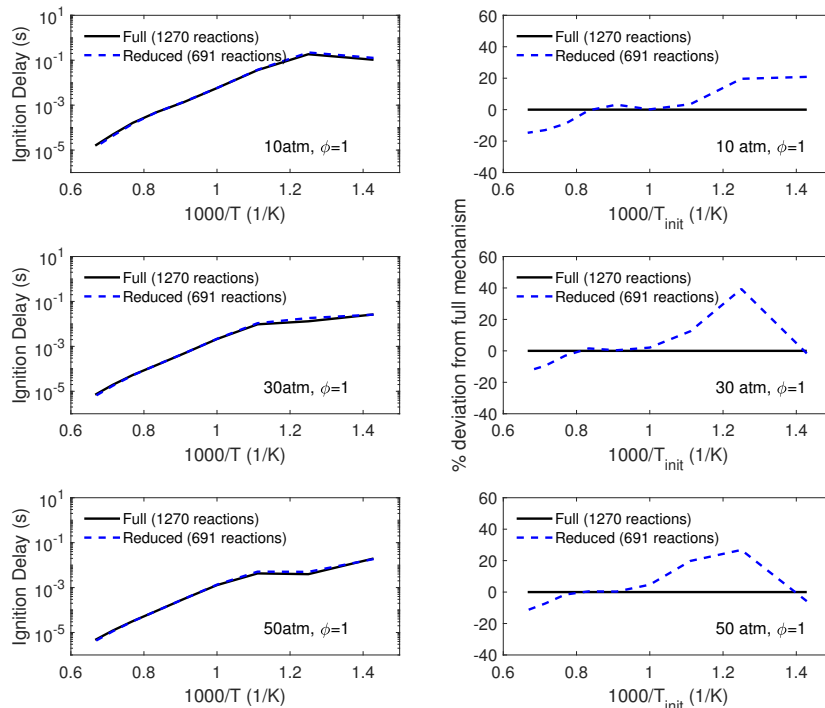 Full (1270 reactions)
Reduced (691 reactions)
10atm, ϕ=1
10^1
10^-1
10^-3
10^-5
0.6 0.8 1 1.2 1.4
Ignition Delay (s)
1000/T (1/K)
Full (1270 reactions)
Reduced (691 reactions)
10 atm, ϕ=1
60
40
20
0
-20
-40
0.6 0.8 1 1.2 1.4
1000/T_init (1/K)
Full (1270 reactions)
Reduced (691 reactions)
30atm, ϕ=1
10^1
10^-1
10^-3
10^-5
0.6 0.8 1 1.2 1.4
Ignition Delay (s)
1000/T (1/K)
% deviation from full mechanism
Full (1270 reactions)
Reduced (691 reactions)
30 atm, ϕ=1
60
40
20
0
-20
-40
0.6 0.8 1 1.2 1.4
1000/T_init (1/K)
Full (1270 reactions)
Reduced (691 reactions)
50atm, ϕ=1
10^1
10^-1
10^-3
10^-5
0.6 0.8 1 1.2 1.4
Ignition Delay (s)
1000/T (1/K)
Full (1270 reactions)
Reduced (691 reactions)
50 atm, ϕ=1
60
40
20
0
-20
-40
0.6 0.8 1 1.2 1.4
1000/T_init (1/K)